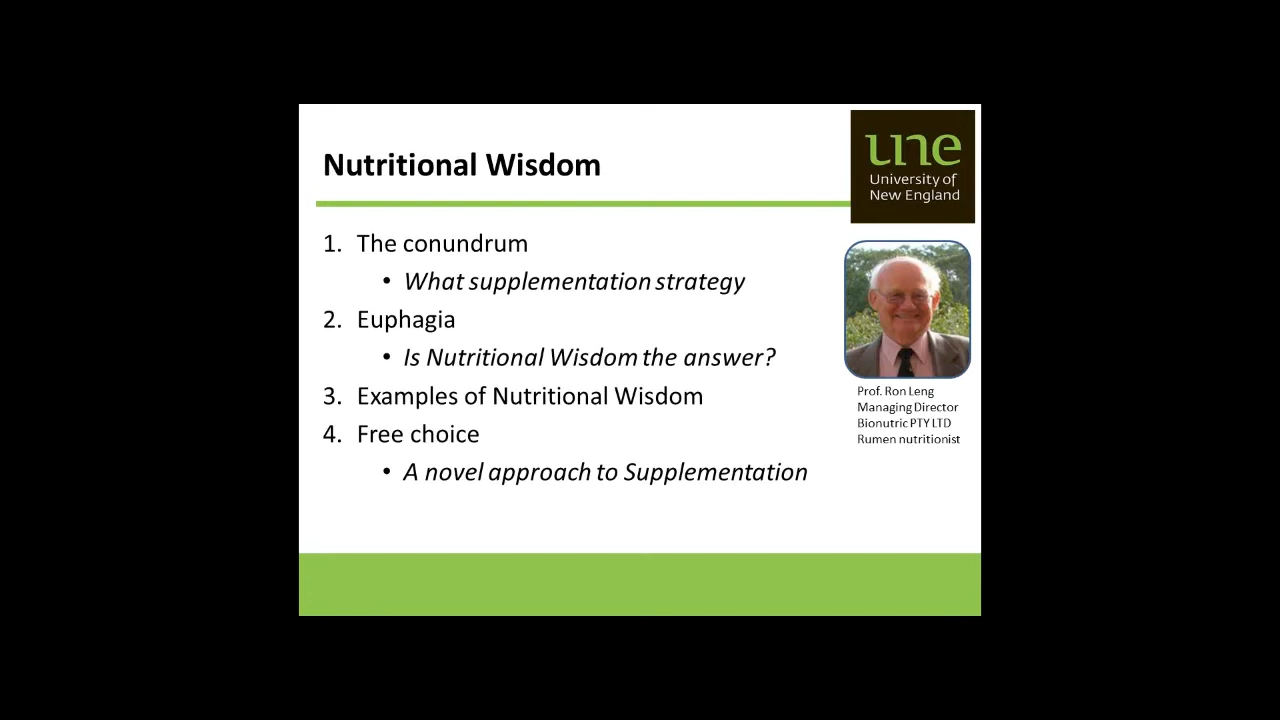 Nutritional Wisdom
une
University of
New England
1. The conundrum
• What supplementation strategy
2. Euphagia
• Is Nutritional Wisdom the answer?
3. Examples of Nutritional Wisdom
4. Free choice
• A novel approach to Supplementation
Prof. Ron Leng
Managing Director
Bionutric PTY LTD
Rumen nutritionist